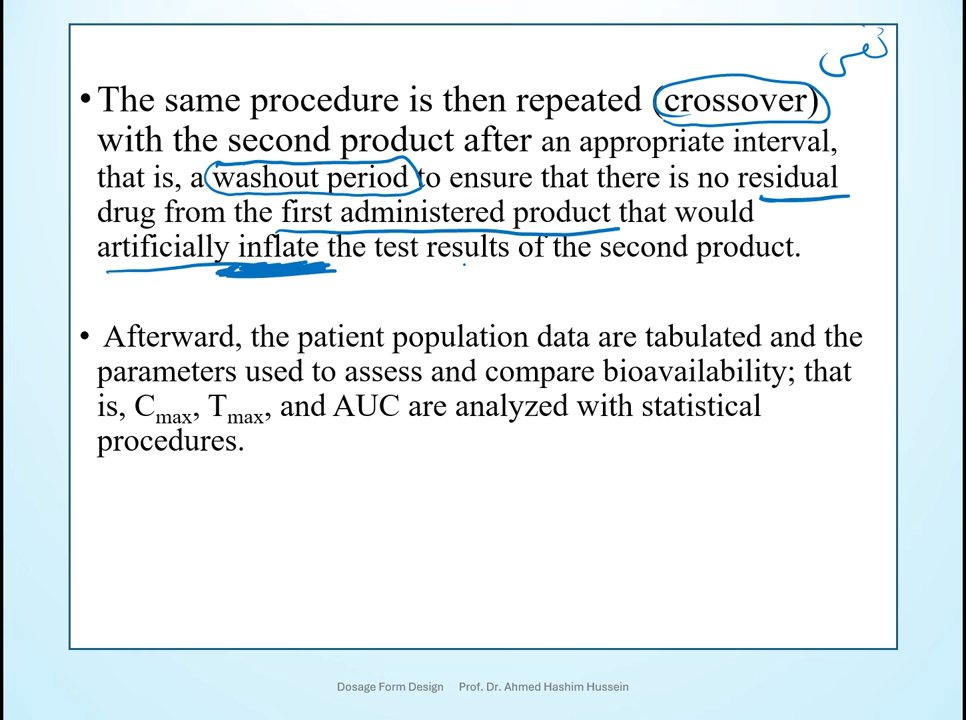 • The same procedure is then repeated (crossover)
with the second product after an appropriate interval,
that is, a washout period to ensure that there is no residual
drug from the first administered product that would
artificially inflate the test results of the second product.
• Afterward, the patient population data are tabulated and the
parameters used to assess and compare bioavailability; that
is, Cmax, Tmax, and AUC are analyzed with statistical
procedures.
Dosage Form Design Prof. Dr. Ahmed Hashim Hussein